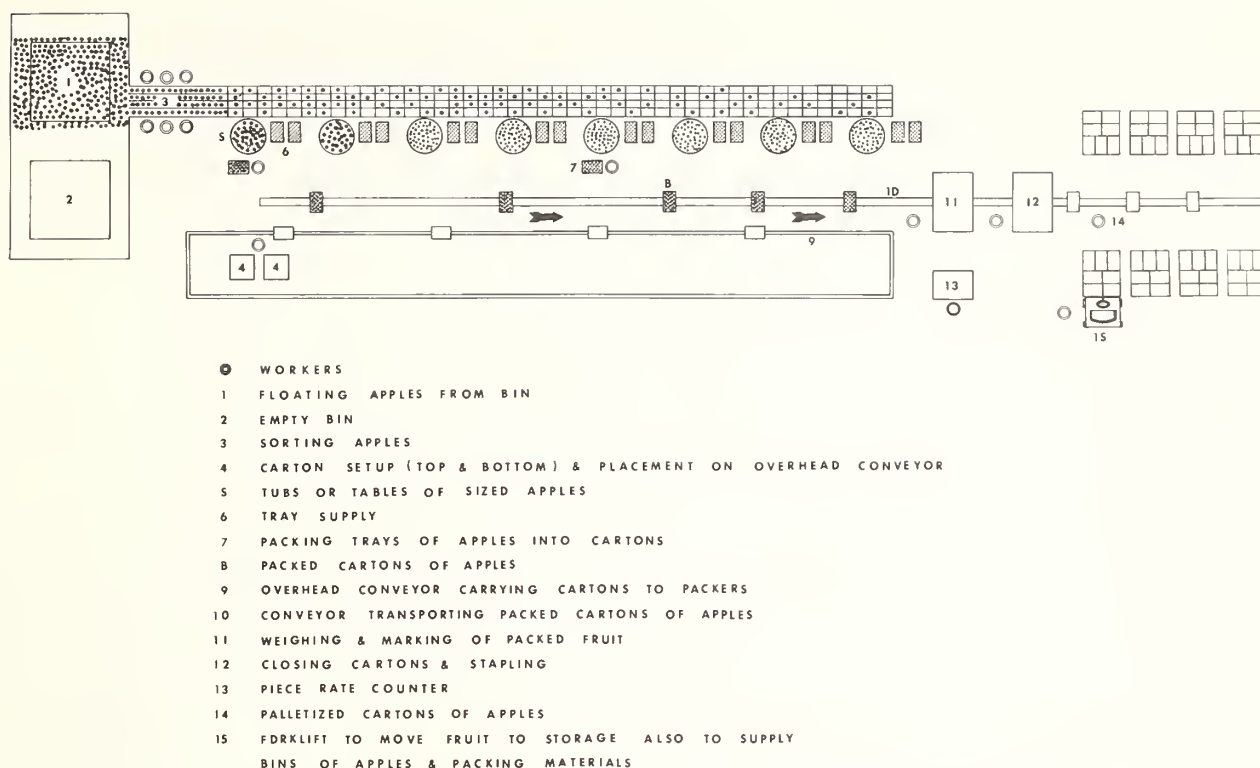 1
3
5
6
7
2
8
10
11
12
14
9
4 4
13
15
WORKERS
1 FLOATING APPLES FROM BIN
2 EMPTY BIN
3 SORTING APPLES
4 CARTON SETUP (TOP & BOTTOM) & PLACEMENT ON OVERHEAD CONVEYOR
5 TUBS OR TABLES OF SIZED APPLES
6 TRAY SUPPLY
7 PACKING TRAYS OF APPLES INTO CARTONS
8 PACKED CARTONS OF APPLES
9 OVERHEAD CONVEYOR CARRYING CARTONS TO PACKERS
10 CONVEYOR TRANSPORTING PACKED CARTONS OF APPLES
11 WEIGHING & MARKING OF PACKED FRUIT
12 CLOSING CARTONS & STAPLING
13 PIECE RATE COUNTER
14 PALLETIZED CARTONS OF APPLES
15 FORKLIFT TO MOVE FRUIT TO STORAGE ALSO TO SUPPLY
BINS OF APPLES & PACKING MATERIALS